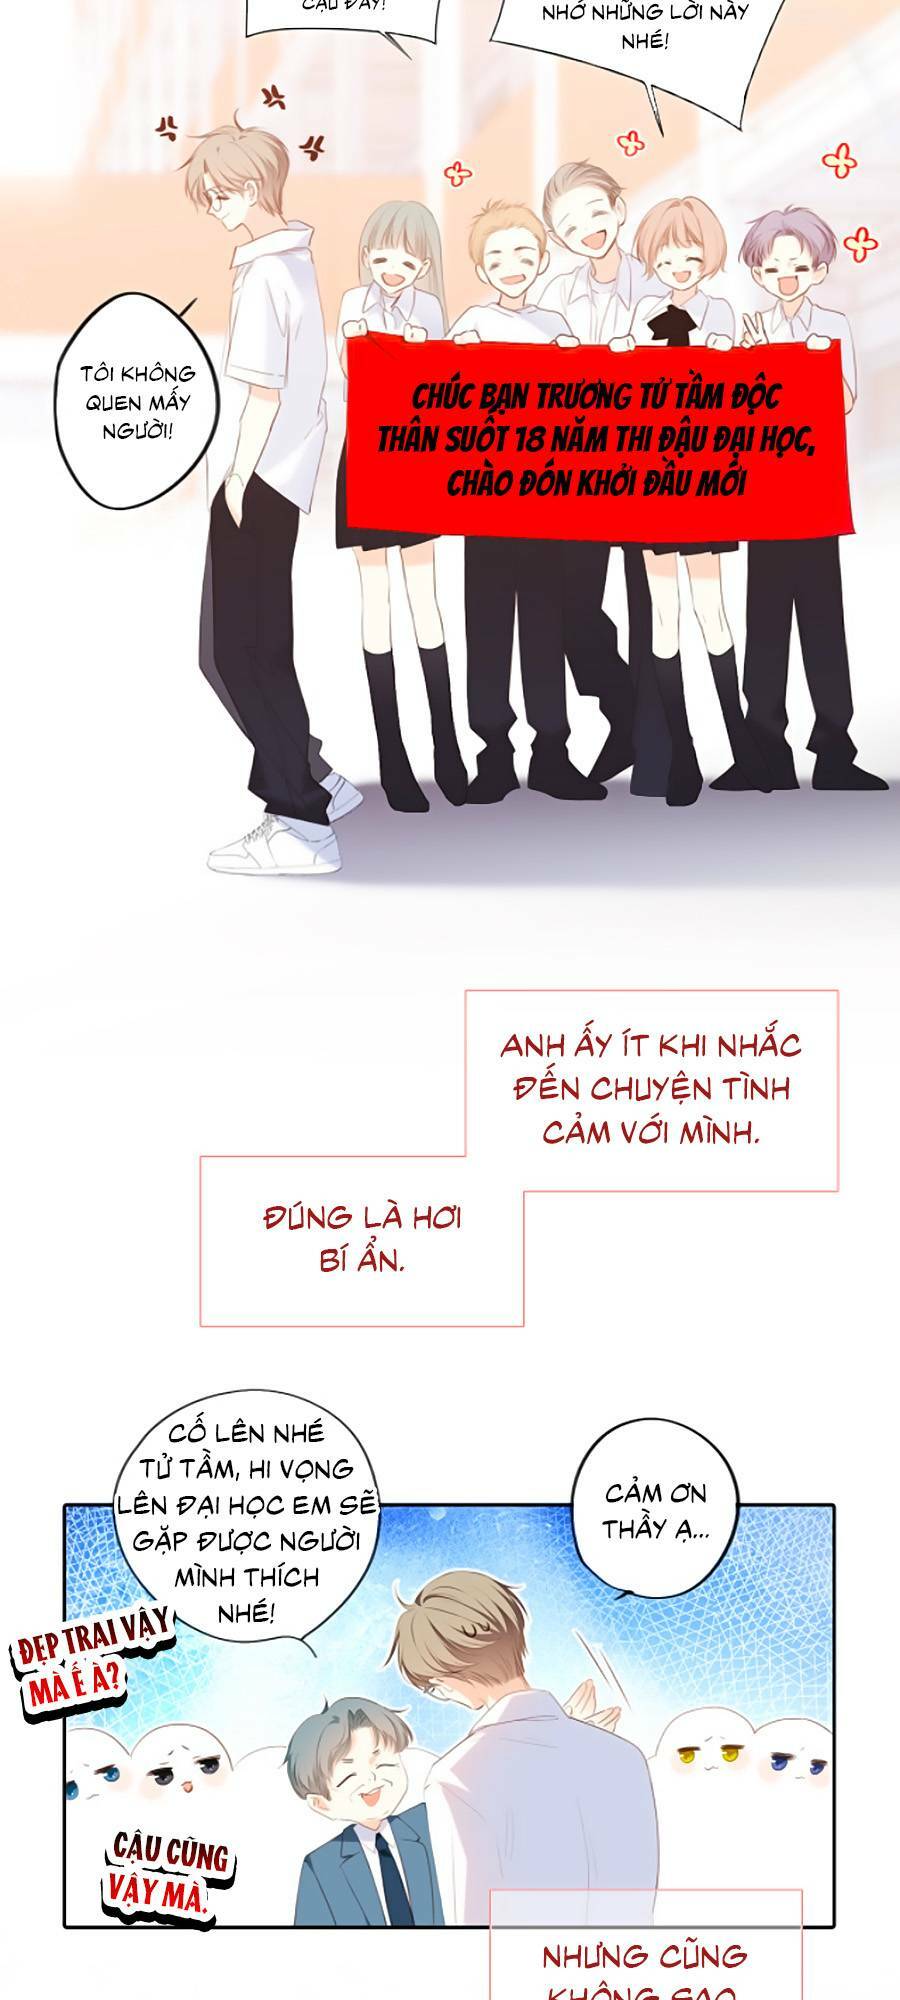 CẬU ĐẤY!
NHỚ NHỮNG LỜI NÀY
NHÉ!
TÔI KHÔNG
QUEN MẤY
NGƯỜI!
CHÚC BẠN TRƯƠNG TỬ TẦM ĐỘC
THÂN SUỐT 18 NĂM THI ĐẬU ĐẠI HỌC,
CHÀO ĐÓN KHỞI ĐẦU MỚI
ANH ẤY ÍT KHI NHẮC
ĐẾN CHUYỆN TÌNH
CẢM VỚI MÌNH.
ĐÚNG LÀ HƠI
BÍ ẨN.
CỐ LÊN NHÉ
TỬ TẦM, HI VỌNG
LÊN ĐẠI HỌC EM SẼ
GẶP ĐƯỢC NGƯỜI
MÌNH THÍCH
NHÉ!
CẢM ƠN
THẦY Ạ...
ĐẸP TRAI VẬY
MÀ Ế À?
CẬU CŨNG
VẬY MÀ.
NHƯNG CŨNG
KHÔNG SAO